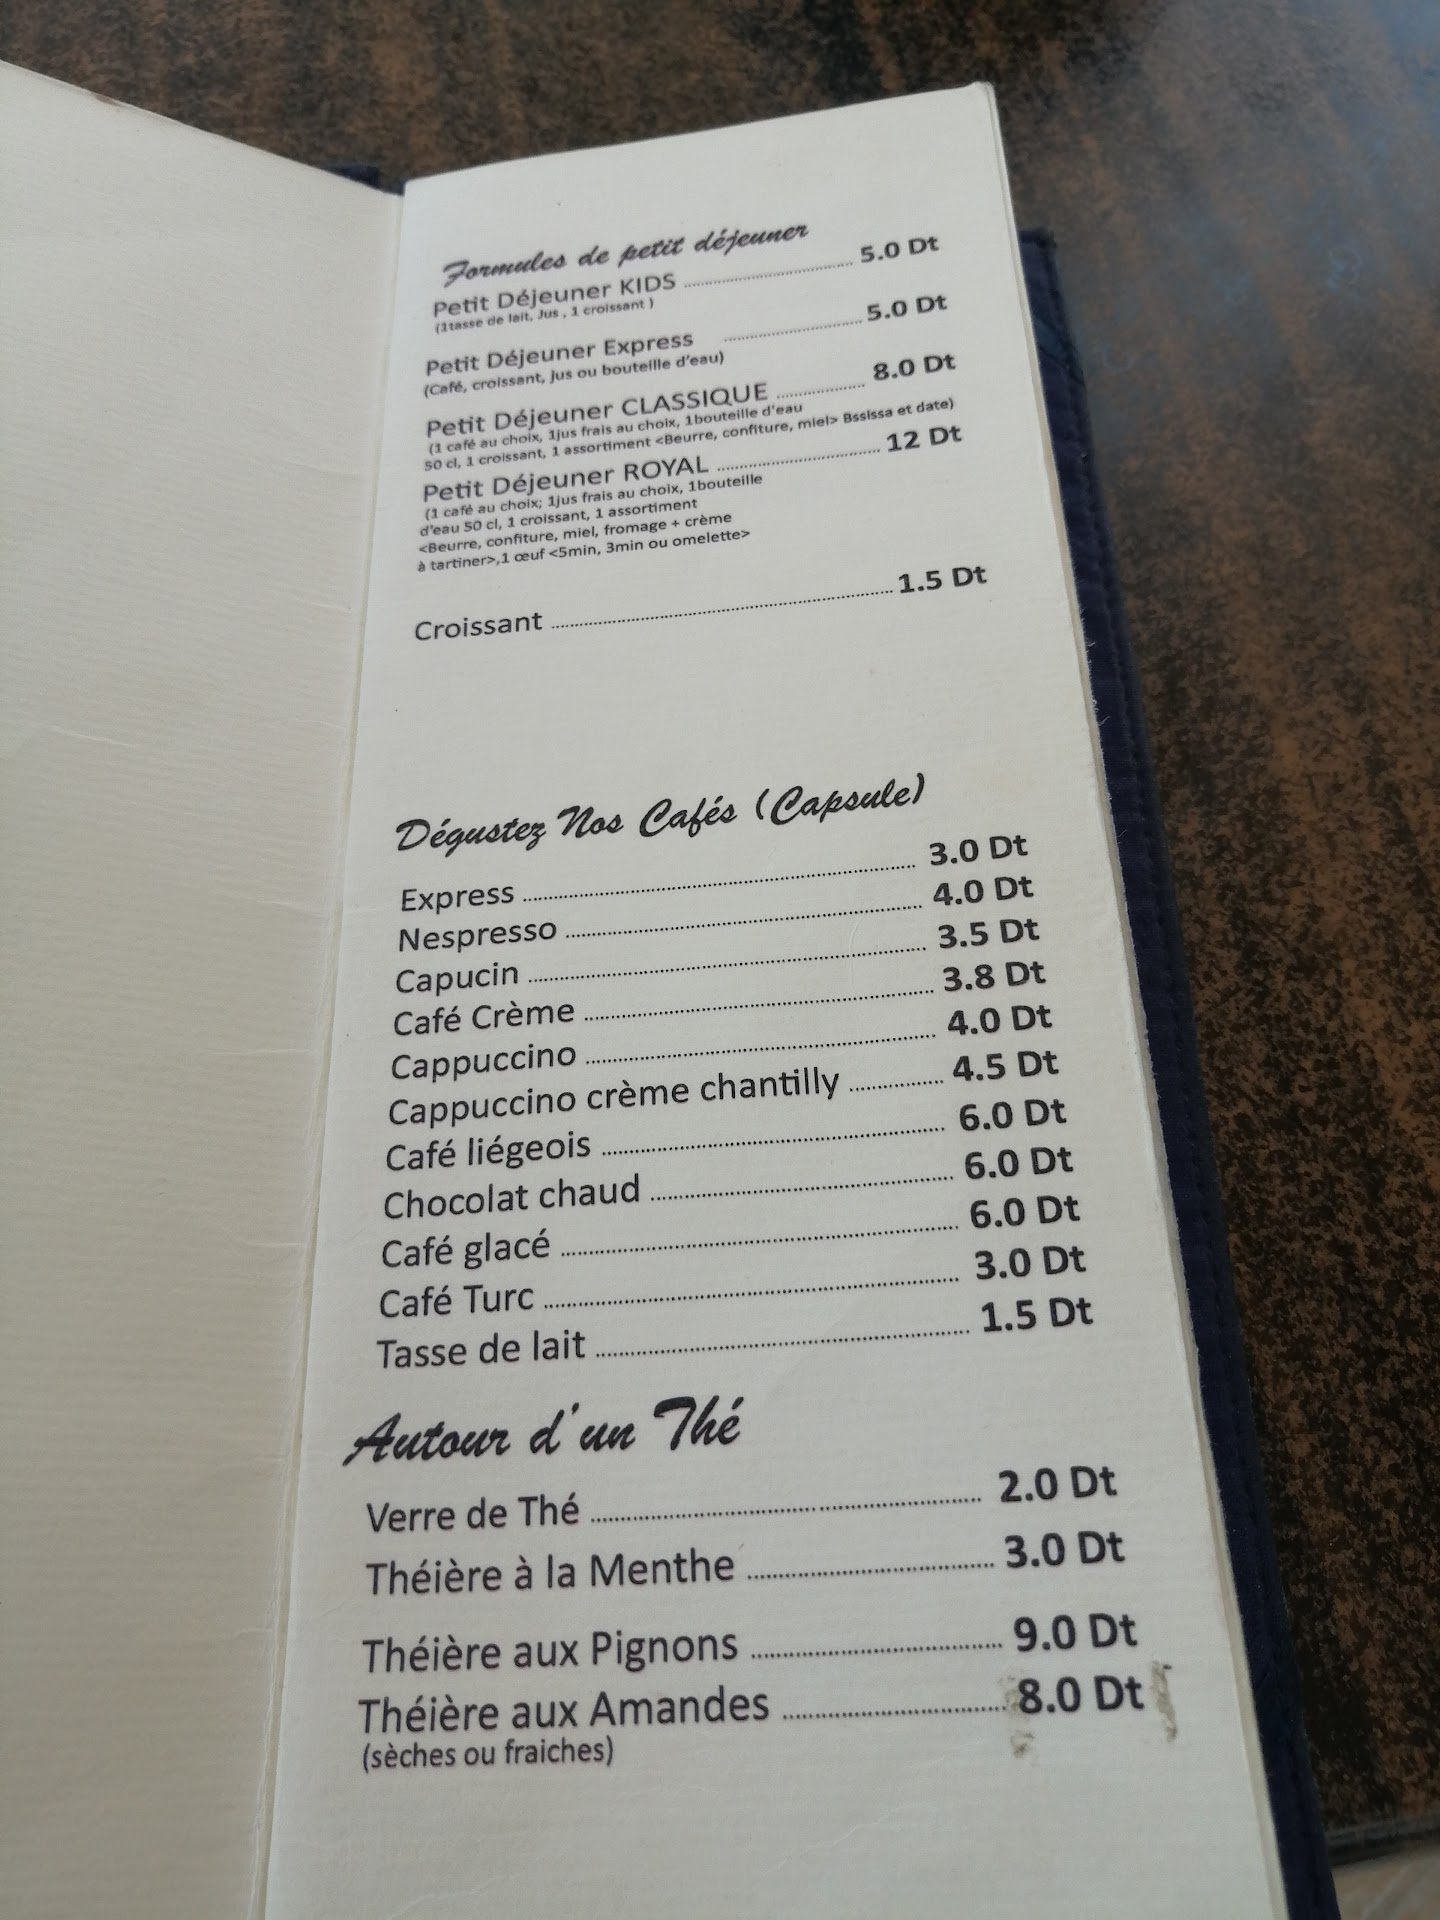 Formules de petit déjeuner
Petit Déjeuner KIDS ..... 5.0 Dt
(1tasse de lait, Jus , 1 croissant )
Petit Déjeuner Express ..... 5.0 Dt
(Café, croissant, jus ou bouteille d'eau)
Petit Déjeuner CLASSIQUE ..... 8.0 Dt
(1 café au choix, 1jus frais au choix, 1bouteille d'eau
50 cl, 1 croissant, 1 assortiment <Beurre, confiture, miel> Bssissa et date)
Petit Déjeuner ROYAL ..... 12 Dt
(1 café au choix; 1jus frais au choix, 1bouteille
d'eau 50 cl, 1 croissant, 1 assortiment
<Beurre, confiture, miel, fromage + crème
à tartiner>,1 œuf <5min, 3min ou omelette>
Croissant ..... 1.5 Dt
Dégustez Nos Cafés (Capsule)
Express ..... 3.0 Dt
Nespresso ..... 4.0 Dt
Capucin ..... 3.5 Dt
Café Crème ..... 3.8 Dt
Cappuccino ..... 4.0 Dt
Cappuccino crème chantilly ..... 4.5 Dt
Café liégeois ..... 6.0 Dt
Chocolat chaud ..... 6.0 Dt
Café glacé ..... 6.0 Dt
Café Turc ..... 3.0 Dt
Tasse de lait ..... 1.5 Dt
Autour d'un Thé
Verre de Thé ..... 2.0 Dt
Théière à la Menthe ..... 3.0 Dt
Théière aux Pignons ..... 9.0 Dt
Théière aux Amandes ..... 8.0 Dt
(sèches ou fraiches)